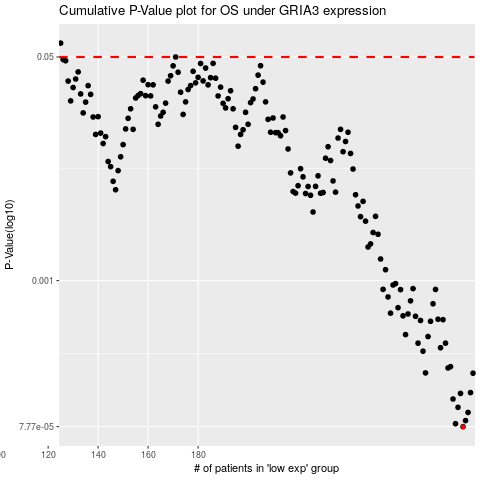 Cumulative P-Value plot for OS under GRIA3 expression
0.05
P-Value(log10)
0.001
7.77e-05
00
120
140
160
180
# of patients in 'low exp' group